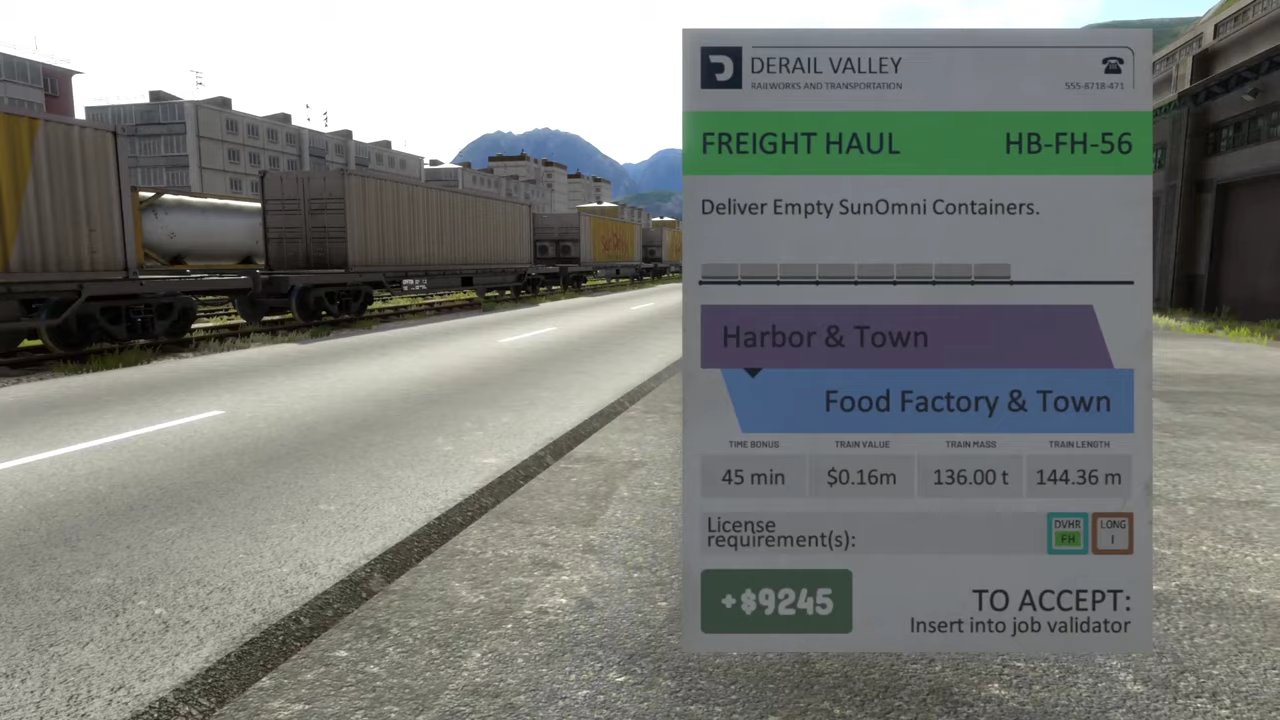 DERAIL VALLEY
RAILWORKS AND TRANSPORTATION
555-8718-471
FREIGHT HAUL HB-FH-56
Deliver Empty SunOmni Containers.
Harbor & Town
Food Factory & Town
TIME BONUS TRAIN VALUE TRAIN MASS TRAIN LENGTH
45 min $0.16m 136.00 t 144.36 m
License
requirement(s):
DVHR
FH
LONG
I
+$9245
TO ACCEPT:
Insert into job validator
SunOmni